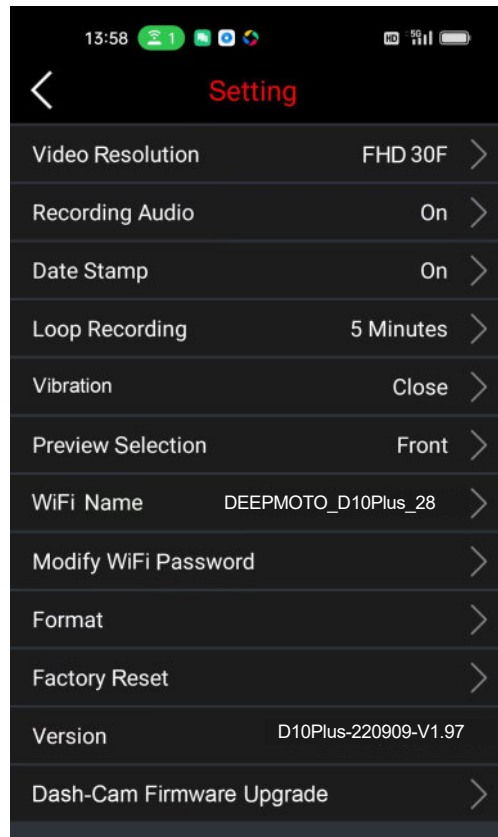 13:58 1 HD 5G
Setting
Video Resolution FHD 30F
Recording Audio On
Date Stamp On
Loop Recording 5 Minutes
Vibration Close
Preview Selection Front
WiFi Name DEEPMOTO_D10Plus_28
Modify WiFi Password
Format
Factory Reset
Version D10Plus-220909-V1.97
Dash-Cam Firmware Upgrade